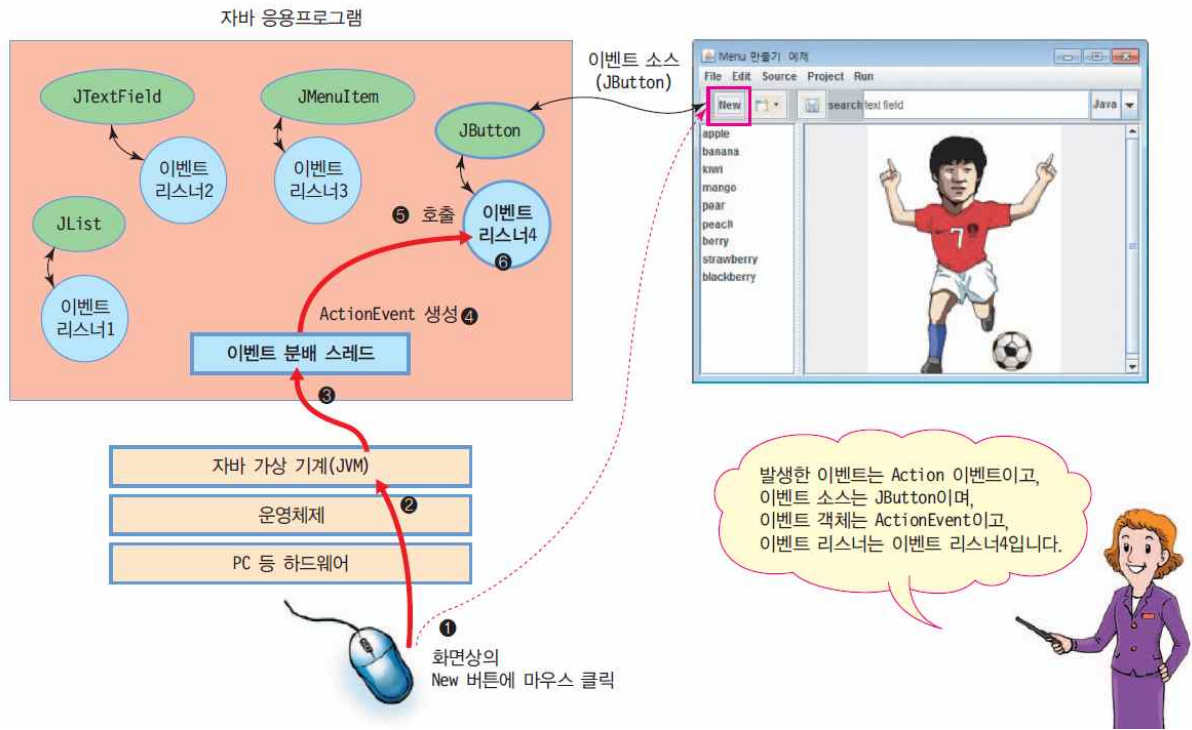 자바 응용프로그램
JTextField
이벤트
리스너2
JMenuItem
이벤트
리스너3
JButton
이벤트
리스너4
❻
JList
이벤트
리스너1
❺ 호출
ActionEvent 생성❹
이벤트 분배 스레드
❸
자바 가상 기계(JVM)
❷
운영체제
PC 등 하드웨어
❶
화면상의
New 버튼에 마우스 클릭
이벤트 소스
(JButton)
Menu 만들기 예제
File Edit Source Project Run
New search text field Java
apple
banana
kiwi
mango
pear
peach
berry
strawberry
blackberry
7
발생한 이벤트는 Action 이벤트이고,
이벤트 소스는 JButton이며,
이벤트 객체는 ActionEvent이고,
이벤트 리스너는 이벤트 리스너4입니다.